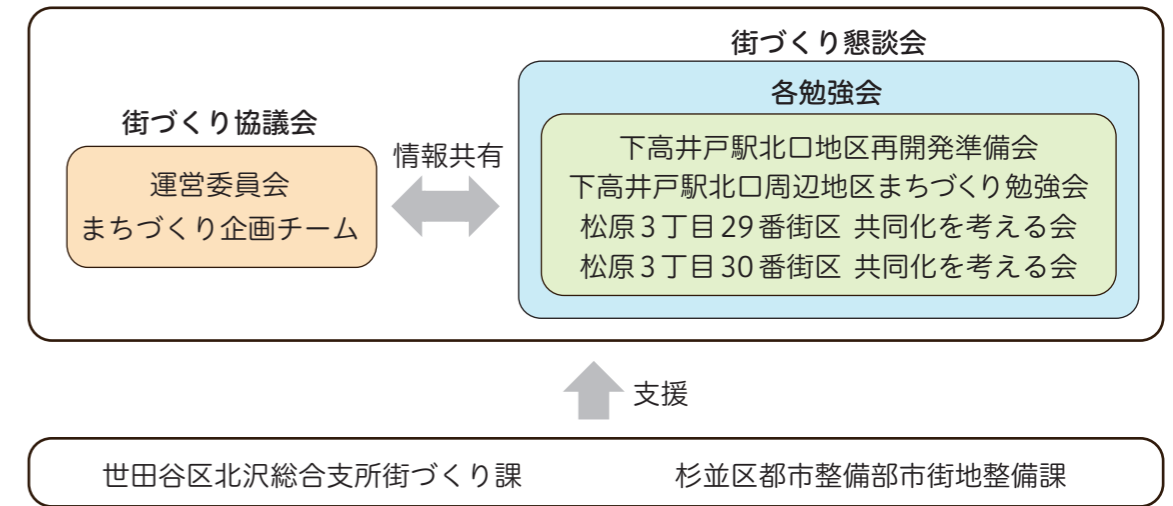 街づくり懇談会
各勉強会
街づくり協議会
運営委員会
まちづくり企画チーム
情報共有
下高井戸駅北口地区再開発準備会
下高井戸駅北口周辺地区まちづくり勉強会
松原3丁目29番街区 共同化を考える会
松原3丁目30番街区 共同化を考える会
支援
世田谷区北沢総合支所街づくり課
杉並区都市整備部市街地整備課